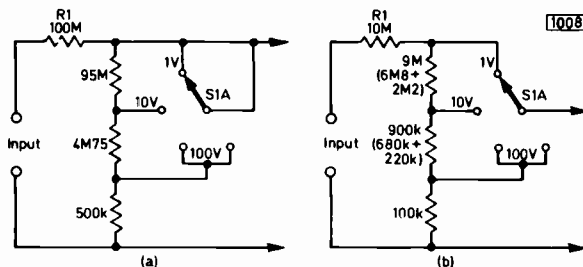 1008
R1
100M
95M
1V
S1A
10V
Input
4M75
100V
500k
(a)
R1
10M
9M
(6M8 +
2M2)
1V
S1A
10V
Input
900k
(680k +
220k)
100V
100k
(b)